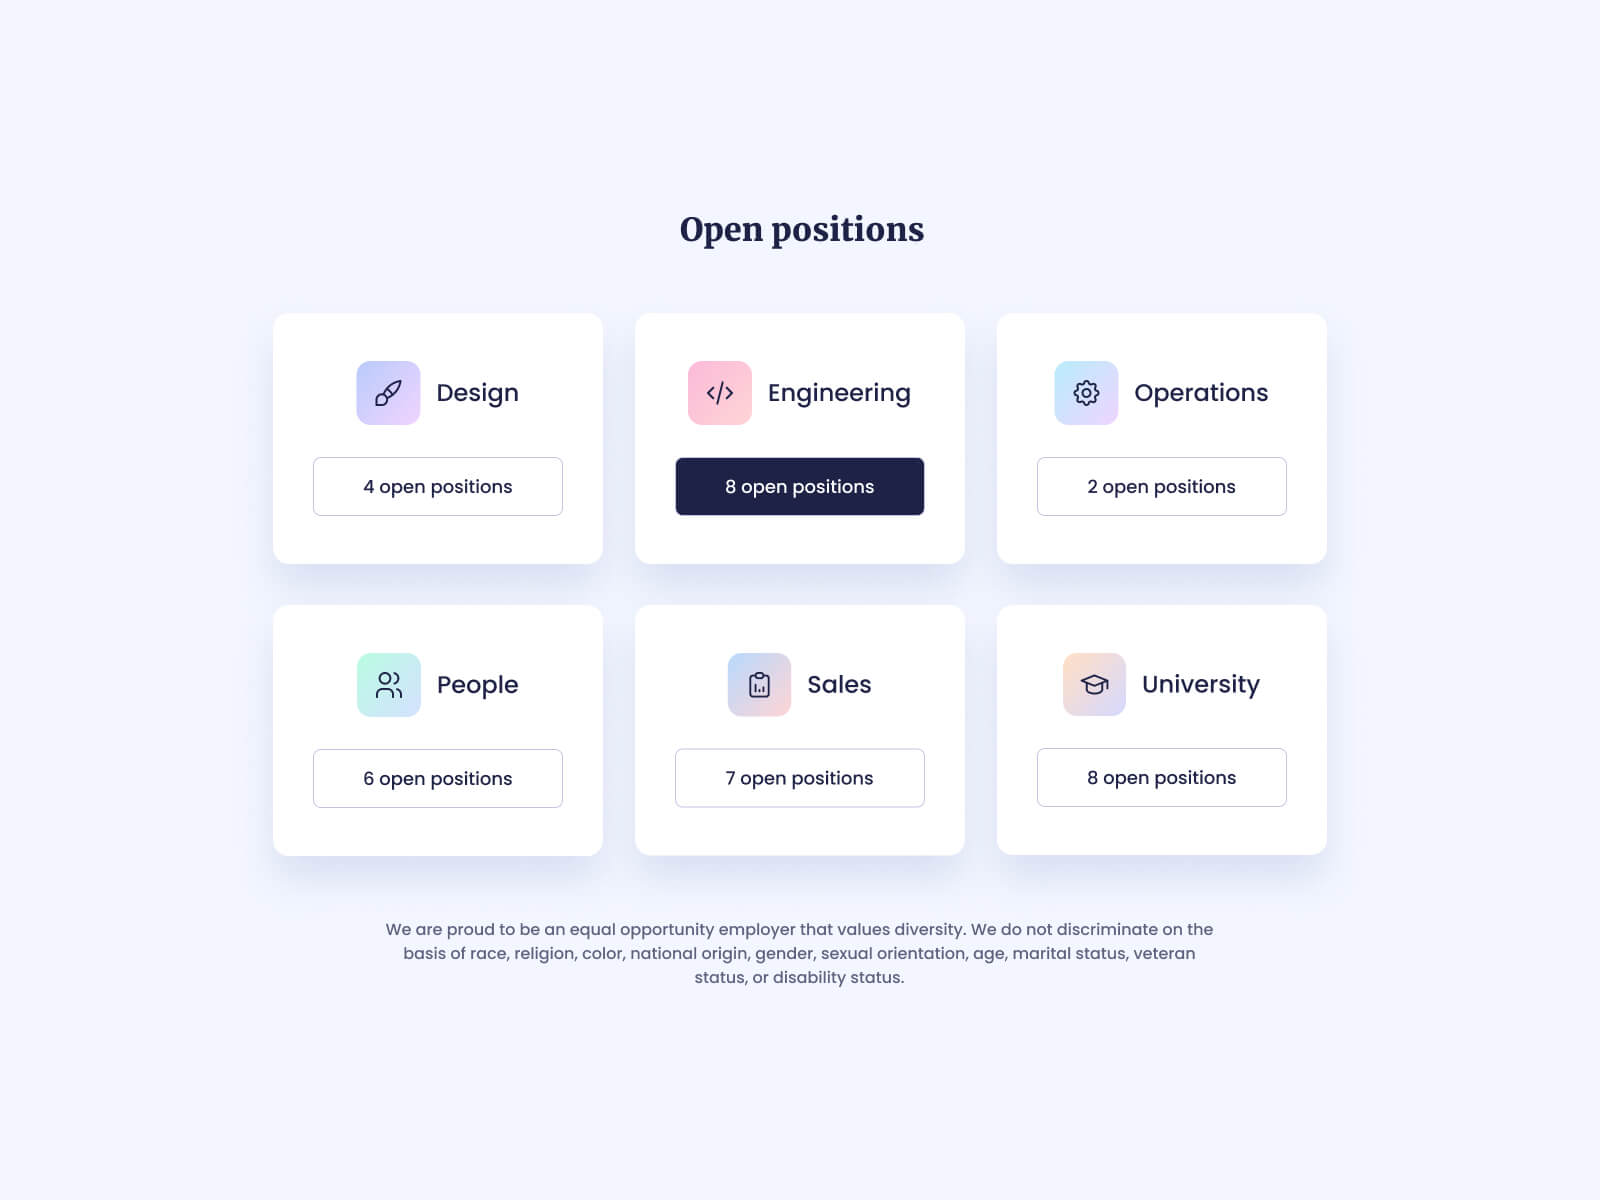 Open positions
Design
Engineering
Operations
4 open positions
8 open positions
2 open positions
People
Sales
University
6 open positions
7 open positions
8 open positions
We are proud to be an equal opportunity employer that values diversity. We do not discriminate on the
basis of race, religion, color, national origin, gender, sexual orientation, age, marital status, veteran
status, or disability status.